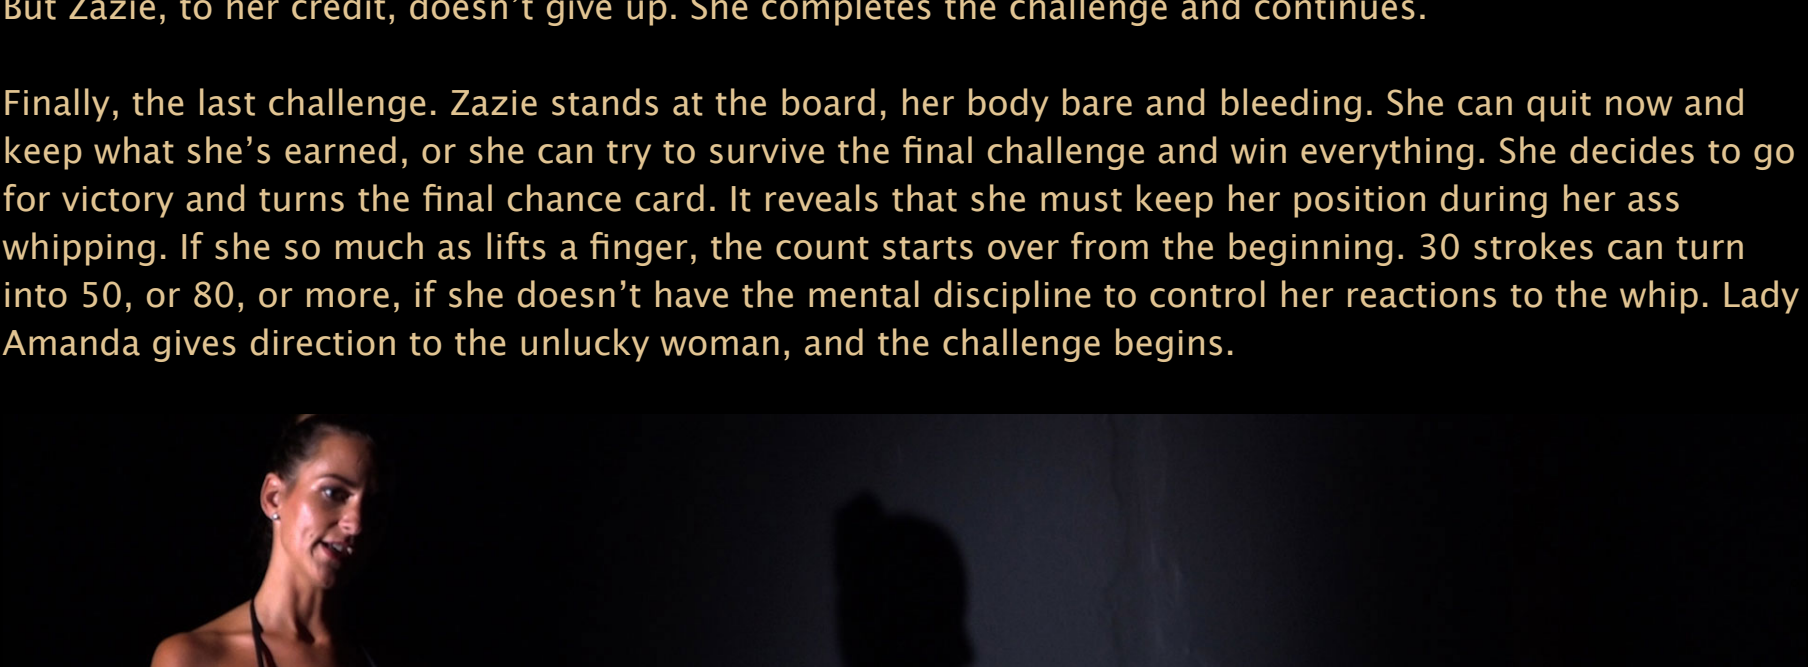 But Zazie, to her credit, doesn’t give up. She completes the challenge and continues.
Finally, the last challenge. Zazie stands at the board, her body bare and bleeding. She can quit now and
keep what she’s earned, or she can try to survive the final challenge and win everything. She decides to go
for victory and turns the final chance card. It reveals that she must keep her position during her ass
whipping. If she so much as lifts a finger, the count starts over from the beginning. 30 strokes can turn
into 50, or 80, or more, if she doesn’t have the mental discipline to control her reactions to the whip. Lady
Amanda gives direction to the unlucky woman, and the challenge begins.